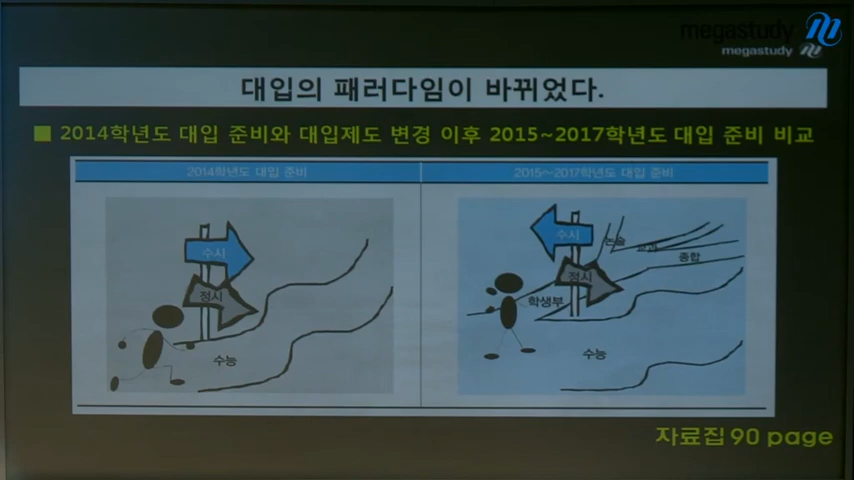 megastudy
megastudy
대입의 패러다임이 바뀌었다.
2014학년도 대입 준비와 대입제도 변경 이후 2015~2017학년도 대입 준비 비교
2014학년도 대입 준비
2015~2017학년도 대입 준비
수시
정시
수능
수시
논술
교과
종합
정시
학생부
수능
자료집 90 page